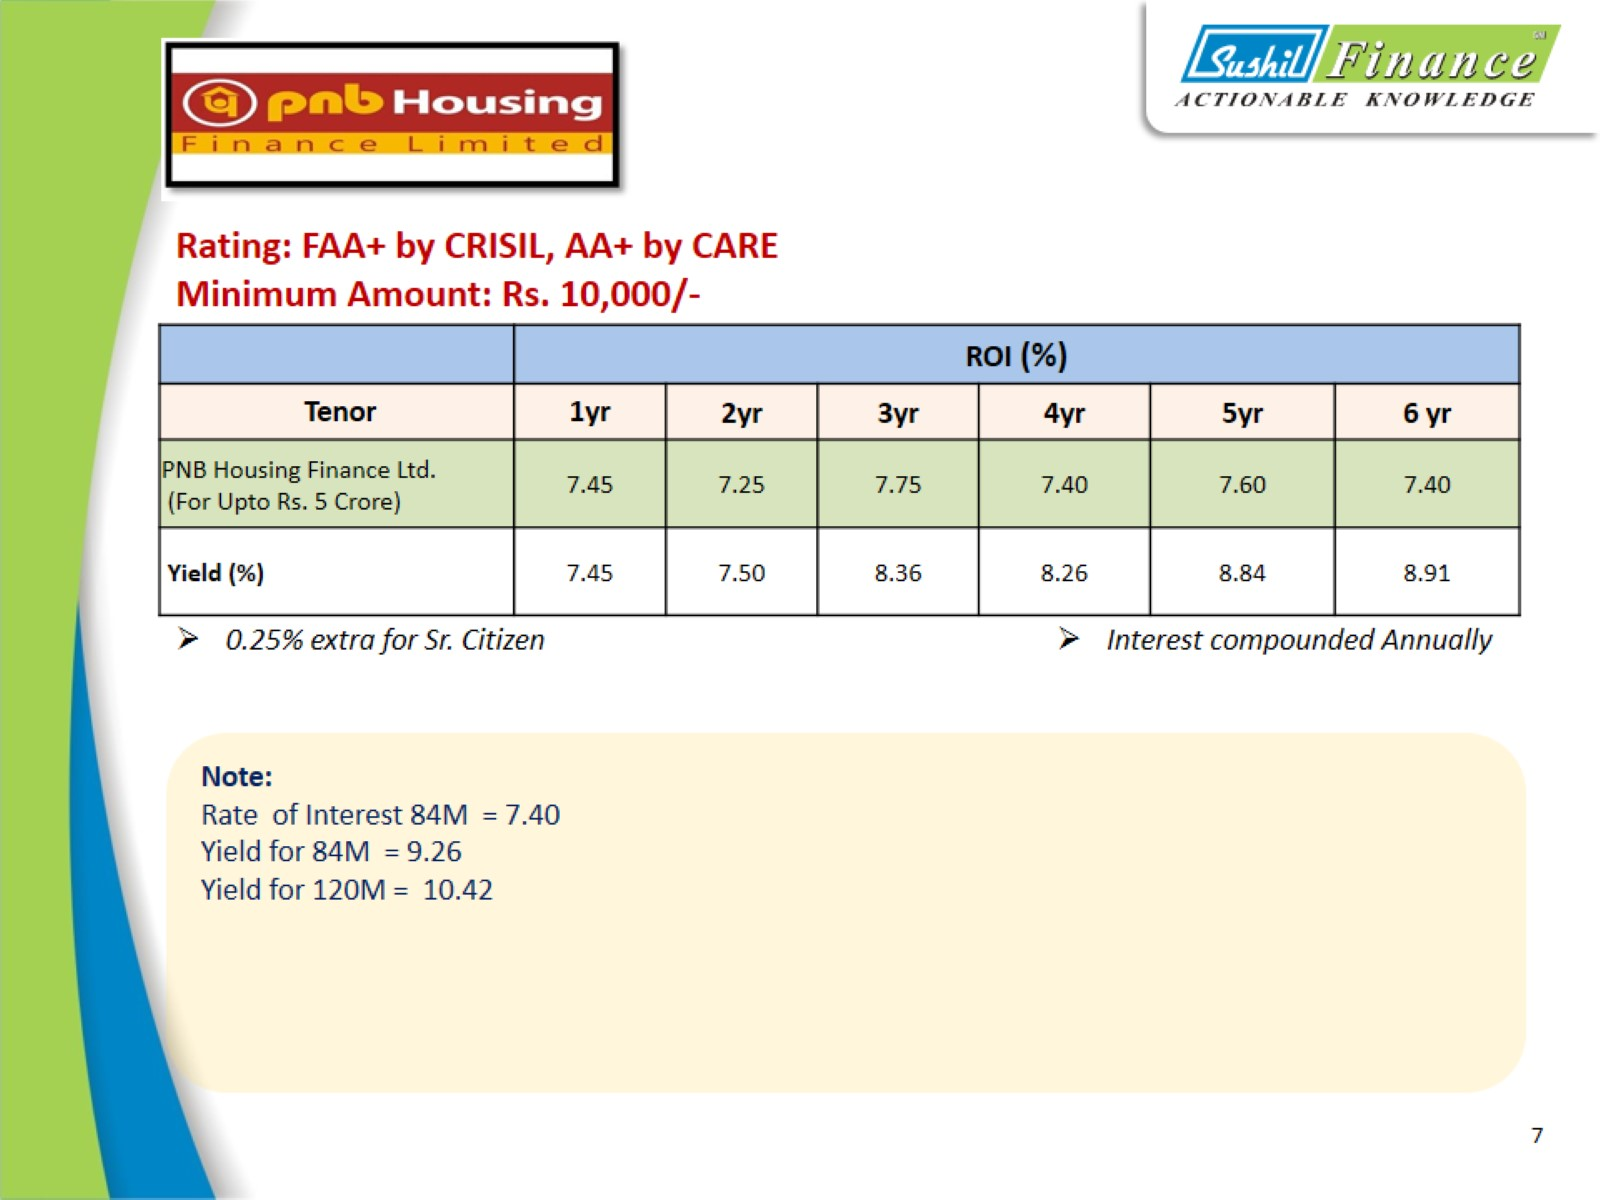 pnb Housing
Finance Limited
Sushil Finance
ACTIONABLE KNOWLEDGE
Rating: FAA+ by CRISIL, AA+ by CARE
Minimum Amount: Rs. 10,000/-
ROI (%)
Tenor 1yr 2yr 3yr 4yr 5yr 6 yr
PNB Housing Finance Ltd.
(For Upto Rs. 5 Crore) 7.45 7.25 7.75 7.40 7.60 7.40
Yield (%) 7.45 7.50 8.36 8.26 8.84 8.91
➢ 0.25% extra for Sr. Citizen ➢ Interest compounded Annually
Note:
Rate of Interest 84M = 7.40
Yield for 84M = 9.26
Yield for 120M = 10.42
7